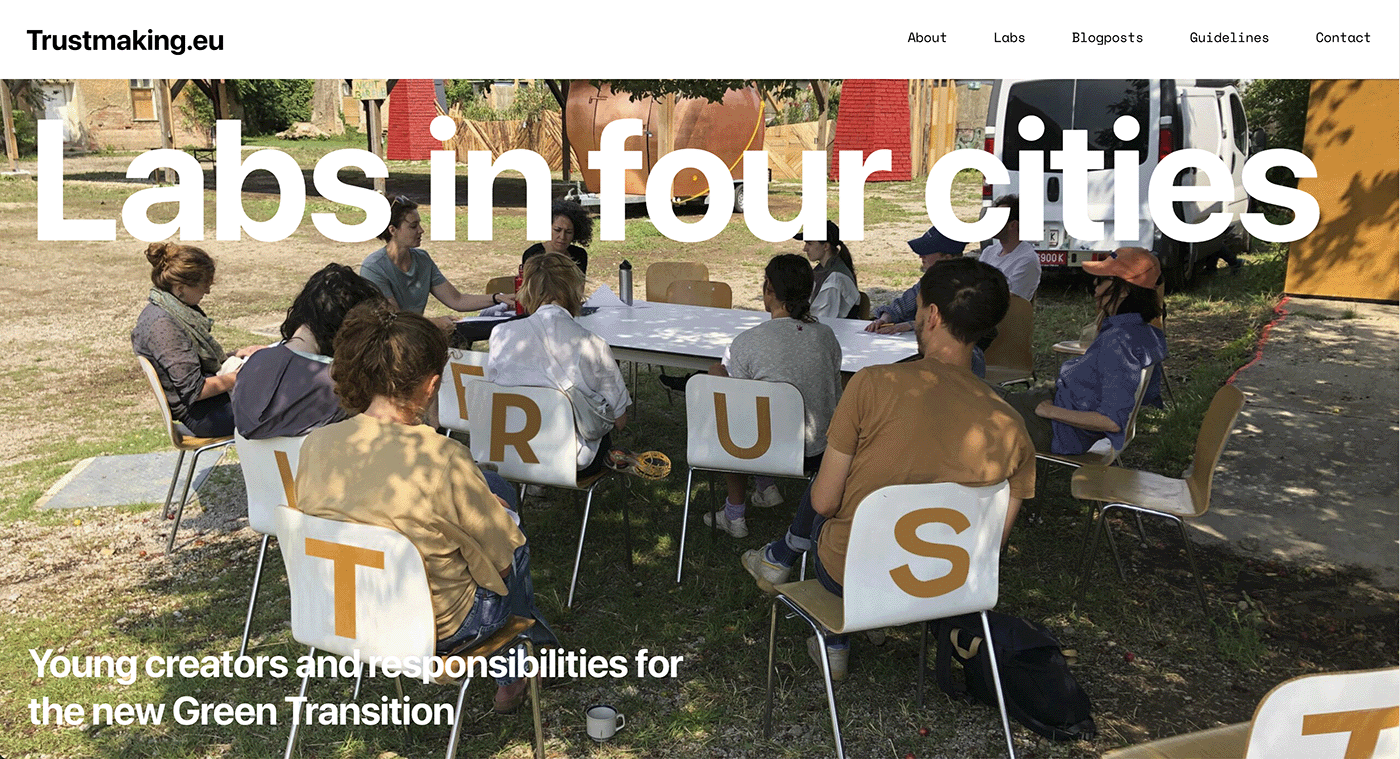 Trustmaking.eu
About Labs Blogposts Guidelines Contact
Labs in four cities
900K
R U
T S
T
Young creators and responsibilities for
the new Green Transition